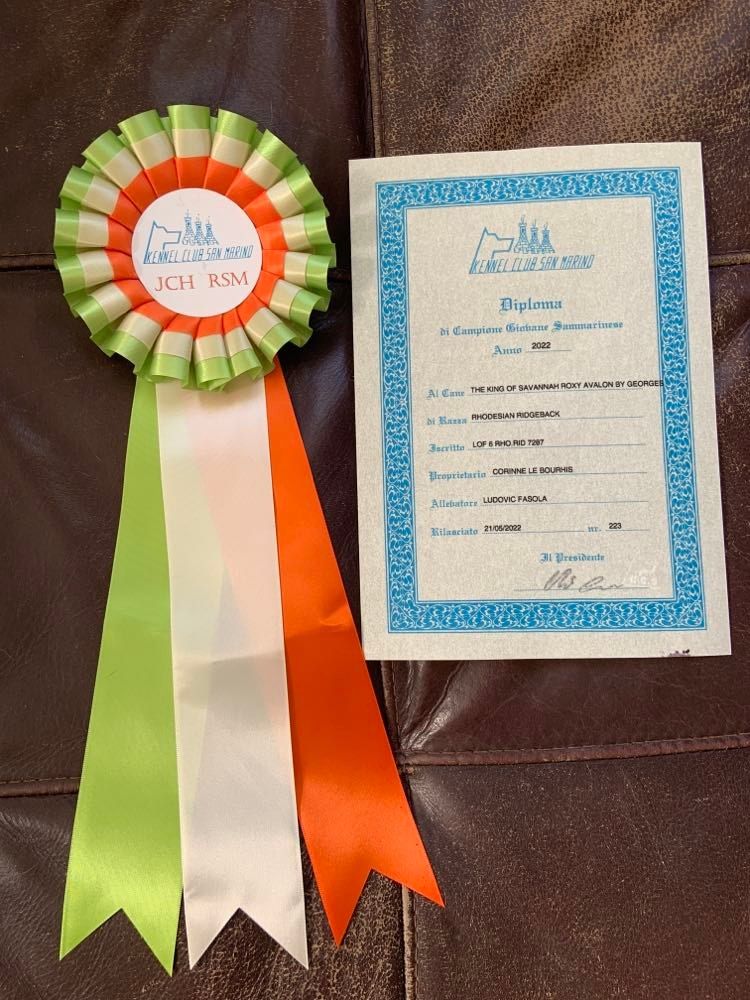 KENNEL CLUB SAN MARINO
JCH RSM
KENNEL CLUB SAN MARINO
Diploma
di Campione Giovane Sammarinese
Anno 2022
Al Cane THE KING OF SAVANNAH ROXY AVALON BY GEORGES
di Razza RHODESIAN RIDGEBACK
Iscritto LOF 6 RHO.RID 7287
Proprietario CORINNE LE BOURHIS
Allevatore LUDOVIC FASOLA
Rilasciato 21/05/2022 nr. 223
Il Presidente